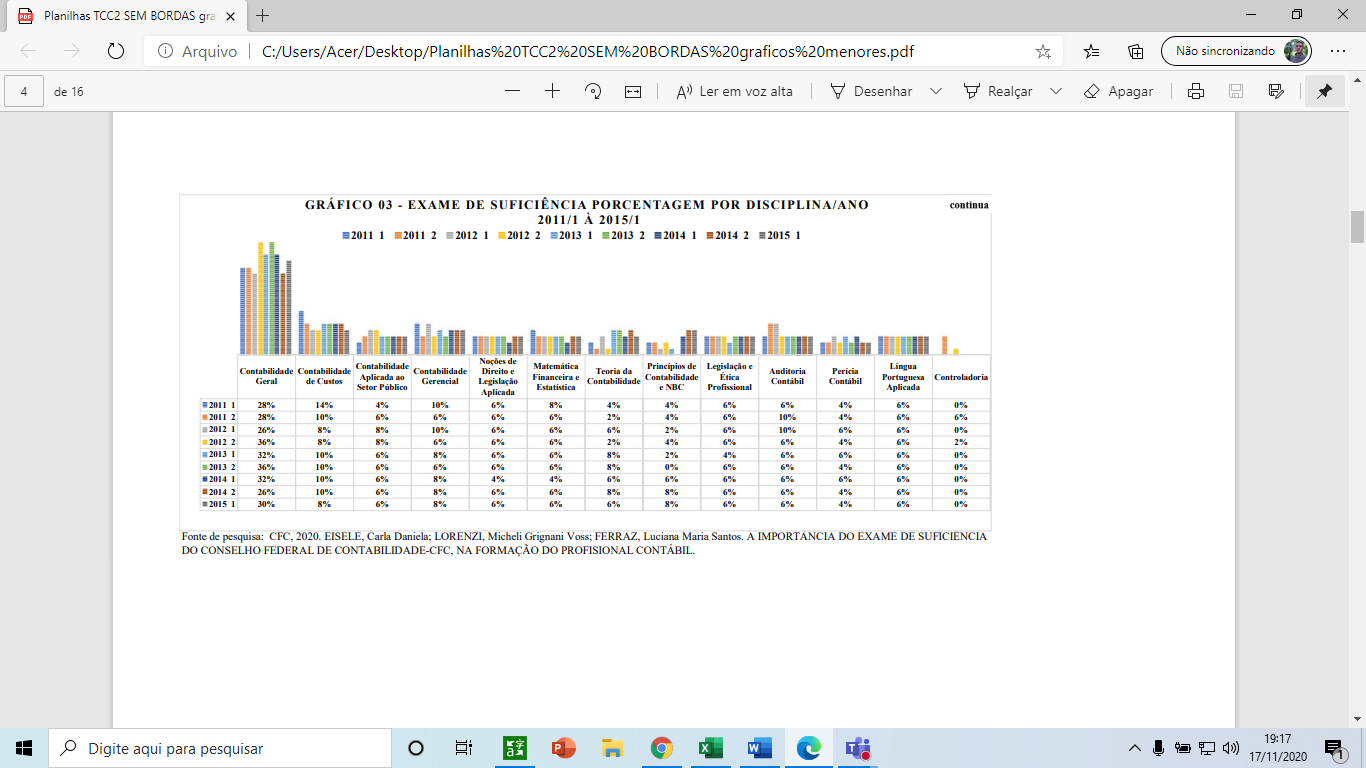 Planilhas TCC2 SEM BORDAS gra
Arquivo
C:/Users/Acer/Desktop/Planilhas%20TCC2%20SEM%20BORDAS%20graficos%20menores.pdf
Não sincronizando
4 de 16
Ler em voz alta
Desenhar
Realçar
Apagar
GRÁFICO 03 - EXAME DE SUFICIÊNCIA PORCENTAGEM POR DISCIPLINA/ANO
continua
2011/1 À 2015/1
2011 1 2011 2 2012 1 2012 2 2013 1 2013 2 2014 1 2014 2 2015 1
Contabilidade Geral
Contabilidade de Custos
Contabilidade Aplicada ao Setor Público
Contabilidade Gerencial
Noções de Direito e Legislação Aplicada
Matemática Financeira e Estatística
Teoria da Contabilidade
Princípios de Contabilidade e NBC
Legislação e Ética Profissional
Auditoria Contábil
Perícia Contábil
Língua Portuguesa Aplicada
Controladoria
2011 1 28% 14% 4% 10% 6% 8% 4% 4% 6% 6% 4% 6% 0%
2011 2 28% 10% 6% 6% 6% 6% 2% 4% 6% 10% 4% 6% 6%
2012 1 26% 8% 8% 10% 6% 6% 6% 2% 6% 10% 6% 6% 0%
2012 2 36% 8% 8% 6% 6% 6% 2% 4% 6% 6% 4% 6% 2%
2013 1 32% 10% 6% 8% 6% 6% 8% 2% 4% 6% 6% 6% 0%
2013 2 36% 10% 6% 6% 6% 6% 8% 0% 6% 6% 4% 6% 0%
2014 1 32% 10% 6% 8% 4% 4% 6% 6% 6% 6% 6% 6% 0%
2014 2 26% 10% 6% 8% 6% 6% 8% 8% 6% 6% 4% 6% 0%
2015 1 30% 8% 6% 8% 6% 6% 6% 8% 6% 6% 4% 6% 0%
Fonte de pesquisa: CFC, 2020. EISELE, Carla Daniela; LORENZI, Micheli Grignani Voss; FERRAZ, Luciana Maria Santos. A IMPORTANCIA DO EXAME DE SUFICIENCIA
DO CONSELHO FEDERAL DE CONTABILIDADE-CFC, NA FORMAÇÃO DO PROFISIONAL CONTÁBIL.
Digite aqui para pesquisar
19:17
17/11/2020
1